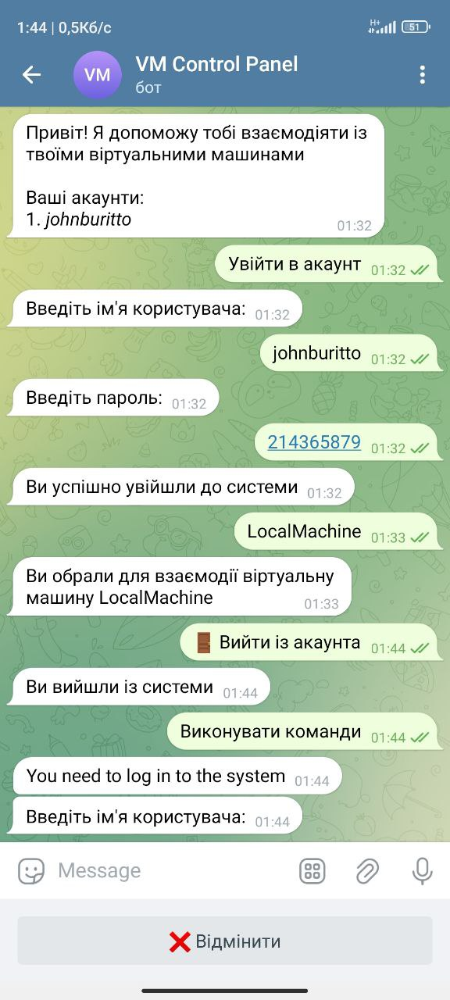 1:44 | 0,5Кб/с
H+
51
VM
VM Control Panel
бот
Привіт! Я допоможу тобі взаємодіяти із
твоїми віртуальними машинами
Ваші акаунти:
1. johnburitto
01:32
Увійти в акаунт 01:32
Введіть ім'я користувача: 01:32
johnburitto 01:32
Введіть пароль: 01:32
214365879 01:32
Ви успішно увійшли до системи 01:32
LocalMachine 01:33
Ви обрали для взаємодії віртуальну
машину LocalMachine 01:33
🚪 Вийти із акаунта 01:44
Ви вийшли із системи 01:44
Виконувати команди 01:44
You need to log in to the system 01:44
Введіть ім'я користувача: 01:44
Message
❌ Відмінити